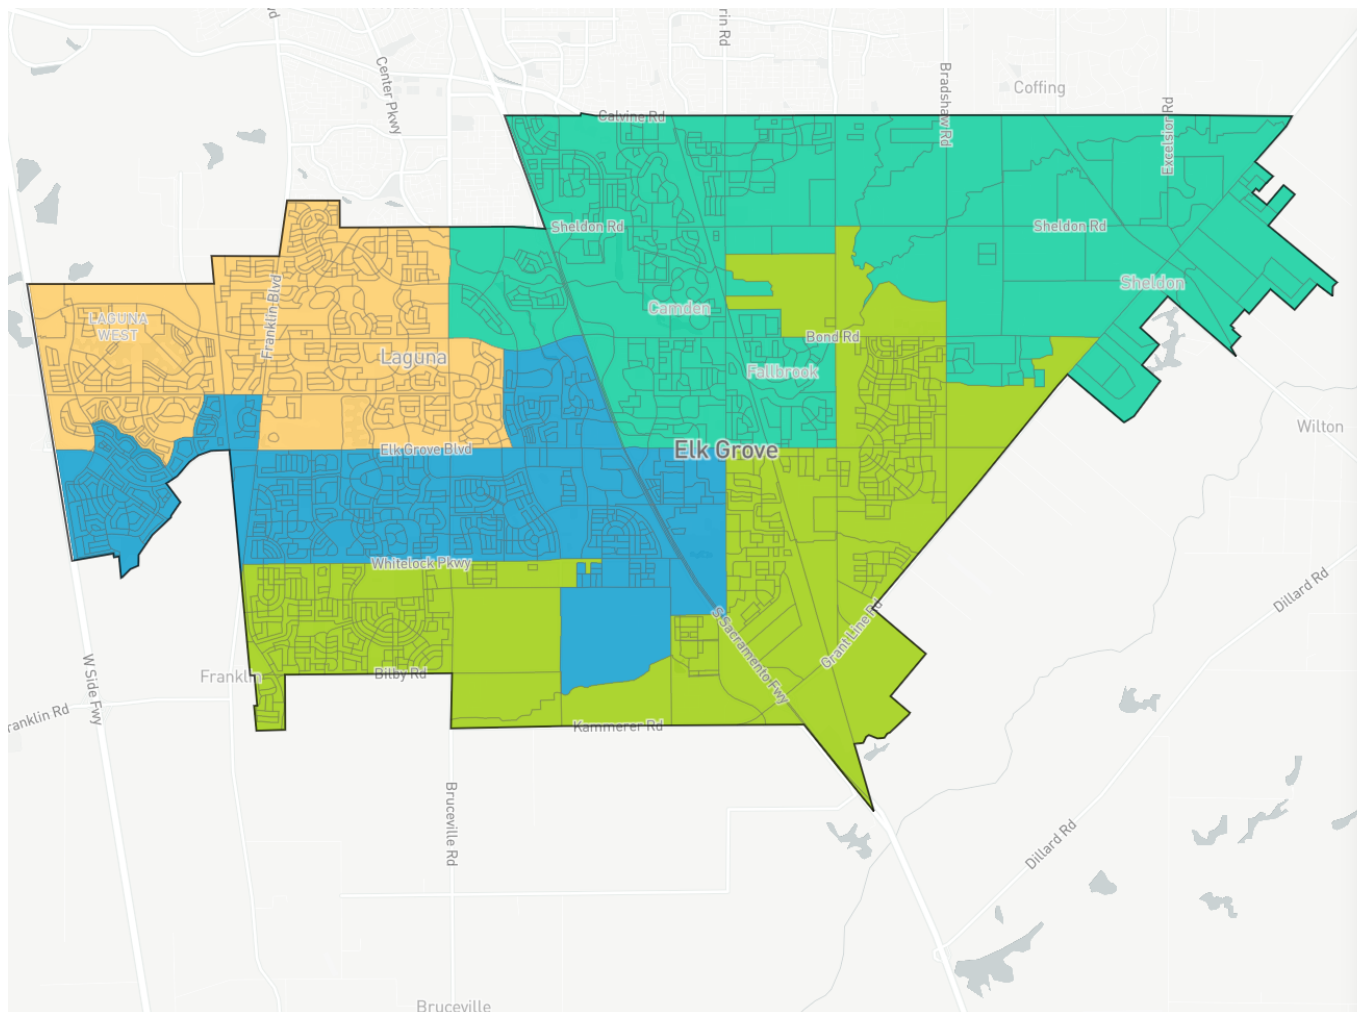 Center Pkwy
Coffing
Bradshaw Rd
Excelsior Rd
Calvine Rd
Sheldon Rd
Sheldon Rd
Sheldon
Franklin Blvd
LAGUNA
WEST
Camden
Bond Rd
Laguna
Fallbrook
Wilton
Elk Grove Blvd
Elk Grove
Whitelock Pkwy
Dillard Rd
S Sacramento Fwy
Grant Line Rd
W Side Fwy
Franklin
Bilby Rd
ranklin Rd
Kammerer Rd
Bruceville Rd
Dillard Rd
Bruceville